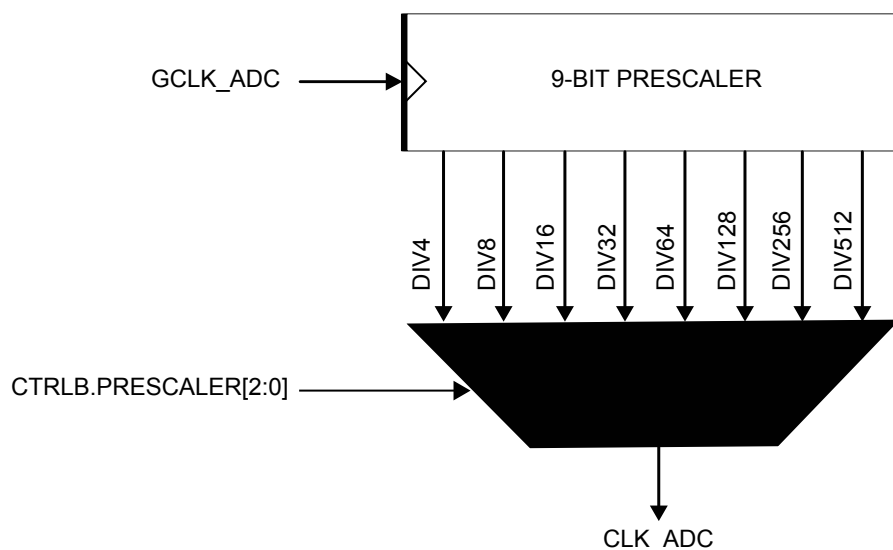 GCLK_ADC
9-BIT PRESCALER
DIV4
DIV8
DIV16
DIV32
DIV64
DIV128
DIV256
DIV512
CTRLB.PRESCALER[2:0]
CLK_ADC